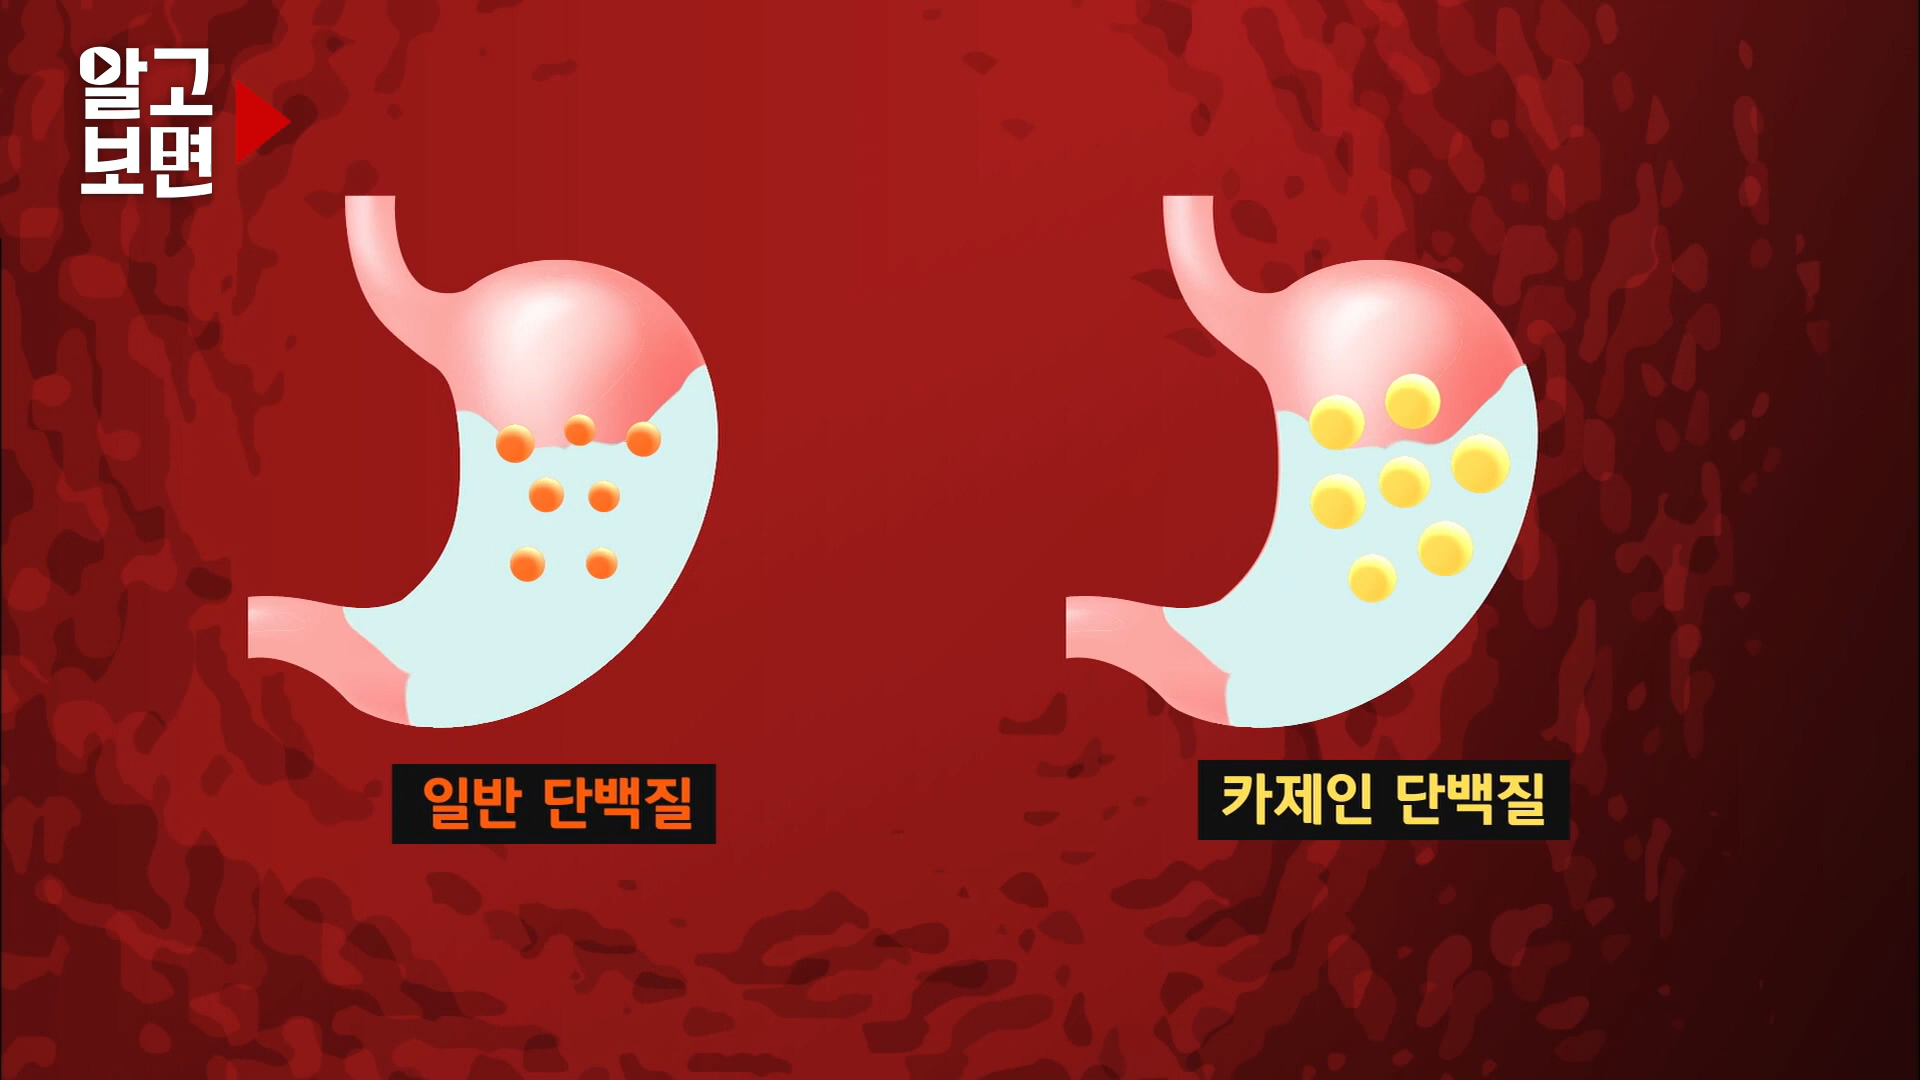 알고
보면
일반 단백질
카제인 단백질